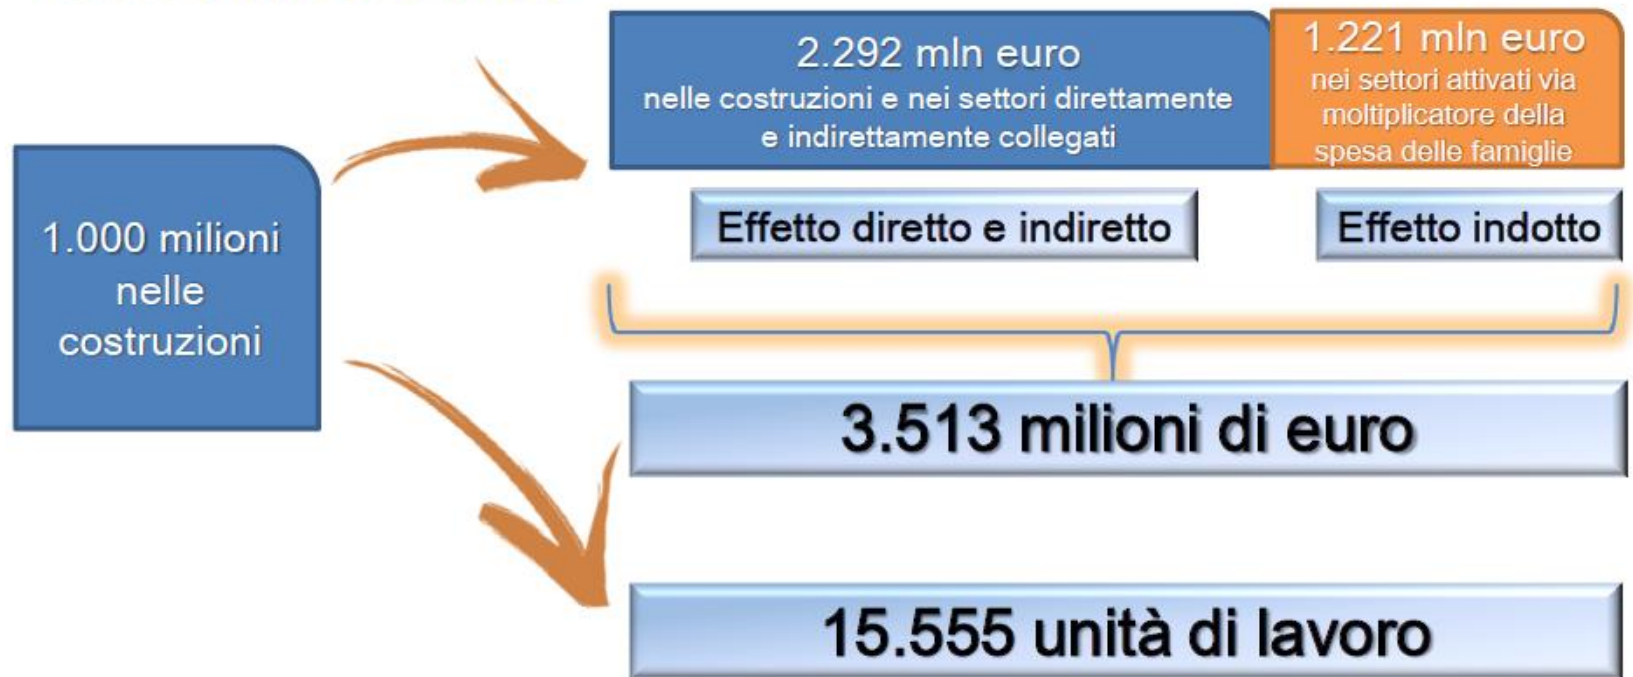 2.292 mln euro
nelle costruzioni e nei settori direttamente
e indirettamente collegati
1.221 mln euro
nei settori attivati via
moltiplicatore della
spesa delle famiglie
1.000 milioni
nelle
costruzioni
Effetto diretto e indiretto
Effetto indotto
3.513 milioni di euro
15.555 unità di lavoro